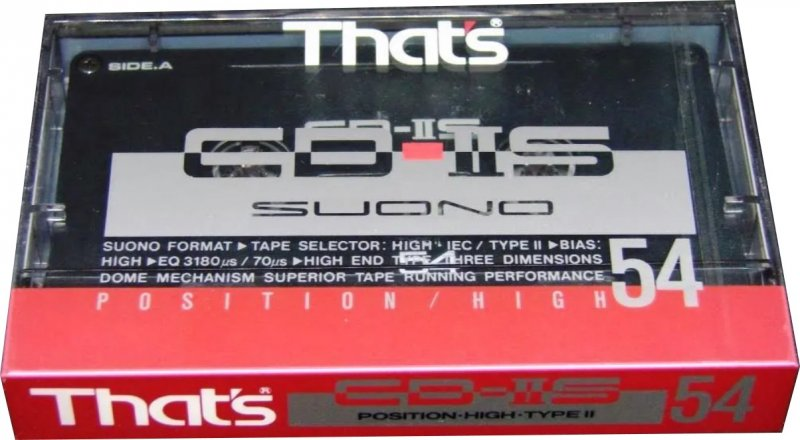 That's®
SIDE.A
CD-IIS
CD-IIS
SUONO
SUONO FORMAT ▶ TAPE SELECTOR: HIGH · IEC / TYPE II ▶ BIAS:
HIGH ▶ EQ 3180µs / 70µs ▶ HIGH END TYPE THREE DIMENSIONS
54
DOME MECHANISM SUPERIOR TAPE RUNNING PERFORMANCE
POSITION/HIGH 54
That's® CD-IIS 54
POSITION·HIGH·TYPE II